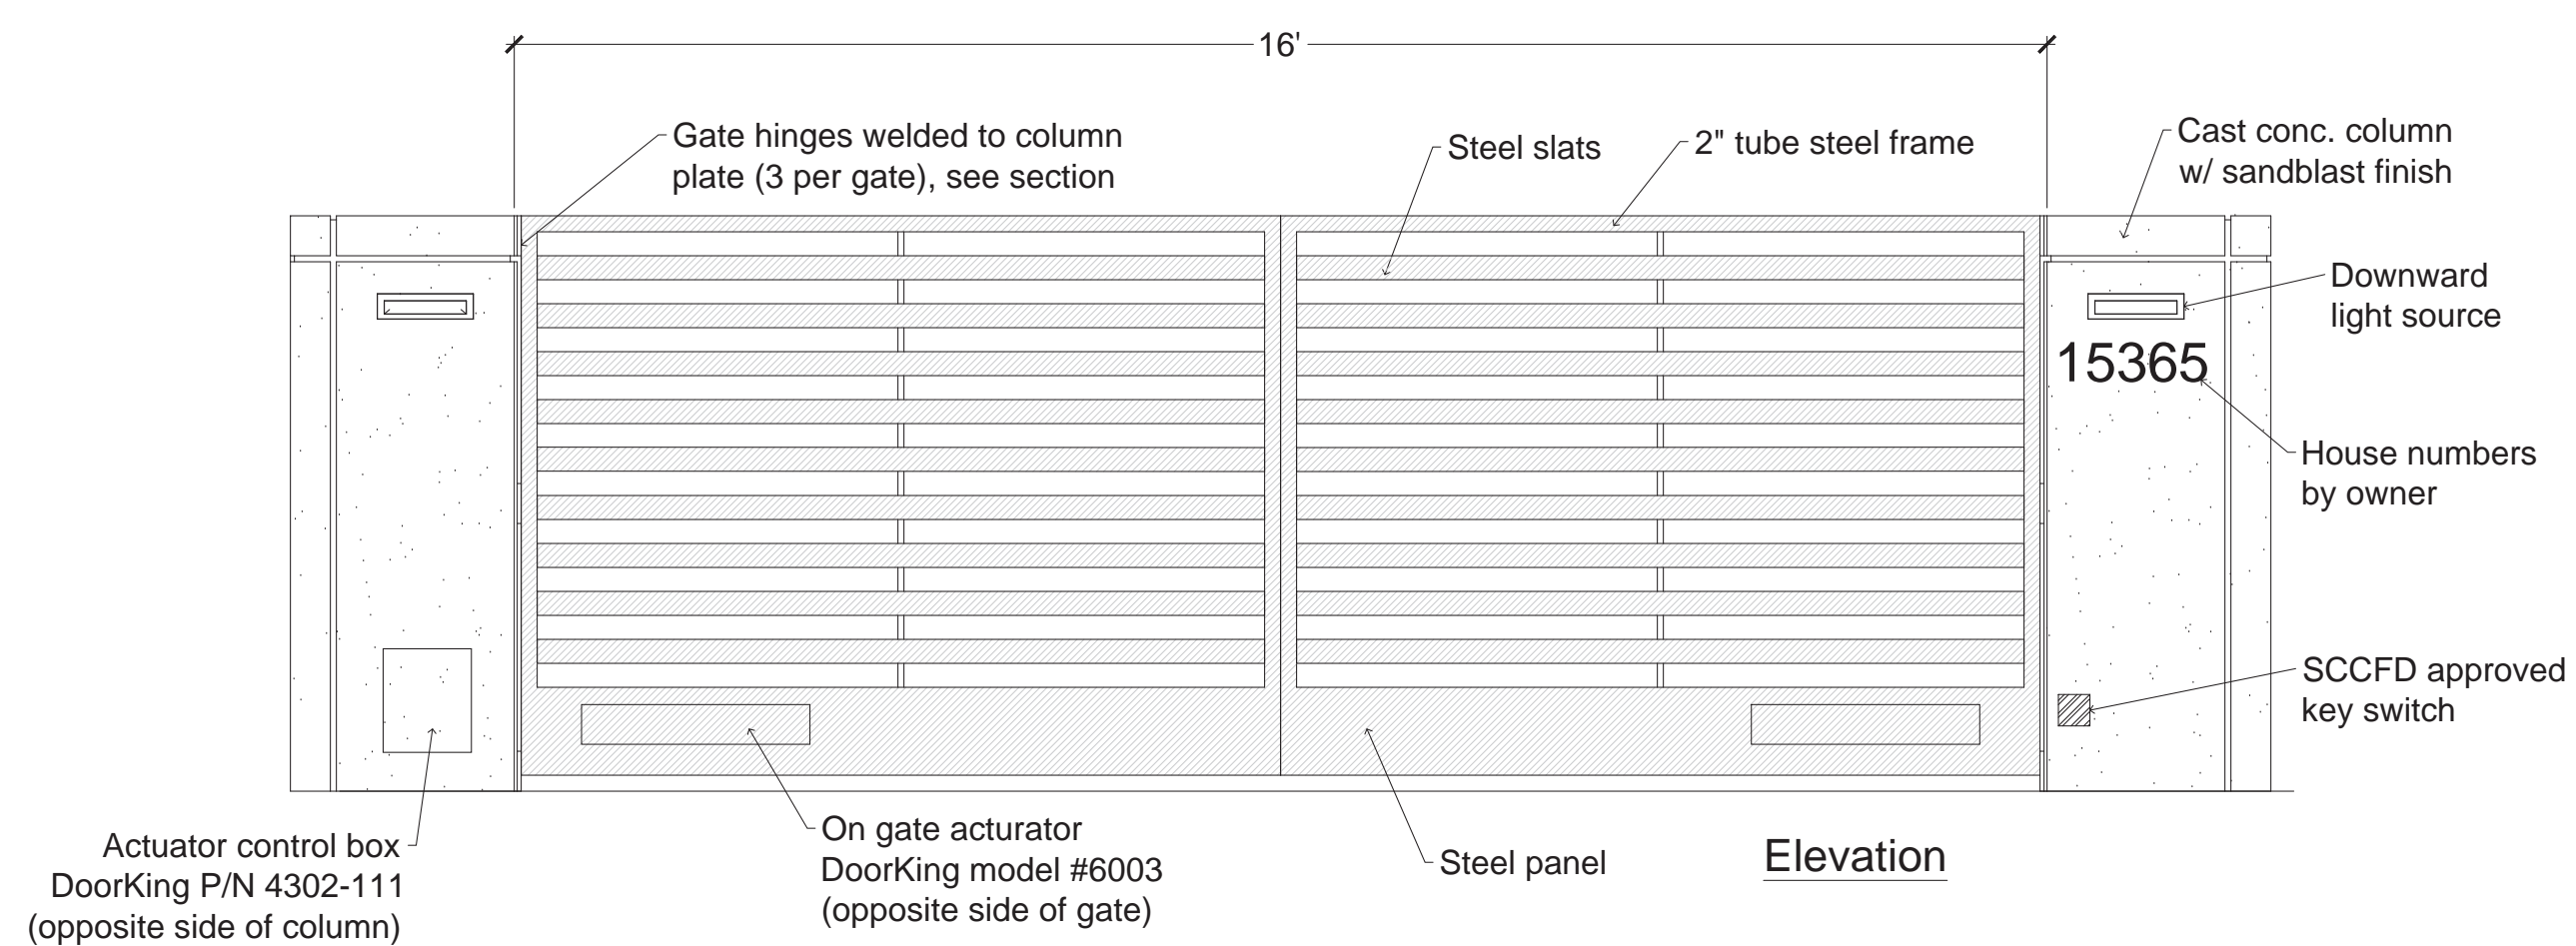 16'
Gate hinges welded to column
plate (3 per gate), see section
Steel slats
2" tube steel frame
Cast conc. column
w/ sandblast finish
Downward
light source
15365
House numbers
by owner
SCCFD approved
key switch
Actuator control box
DoorKing P/N 4302-111
(opposite side of column)
On gate acturator
DoorKing model #6003
(opposite side of gate)
Steel panel
Elevation